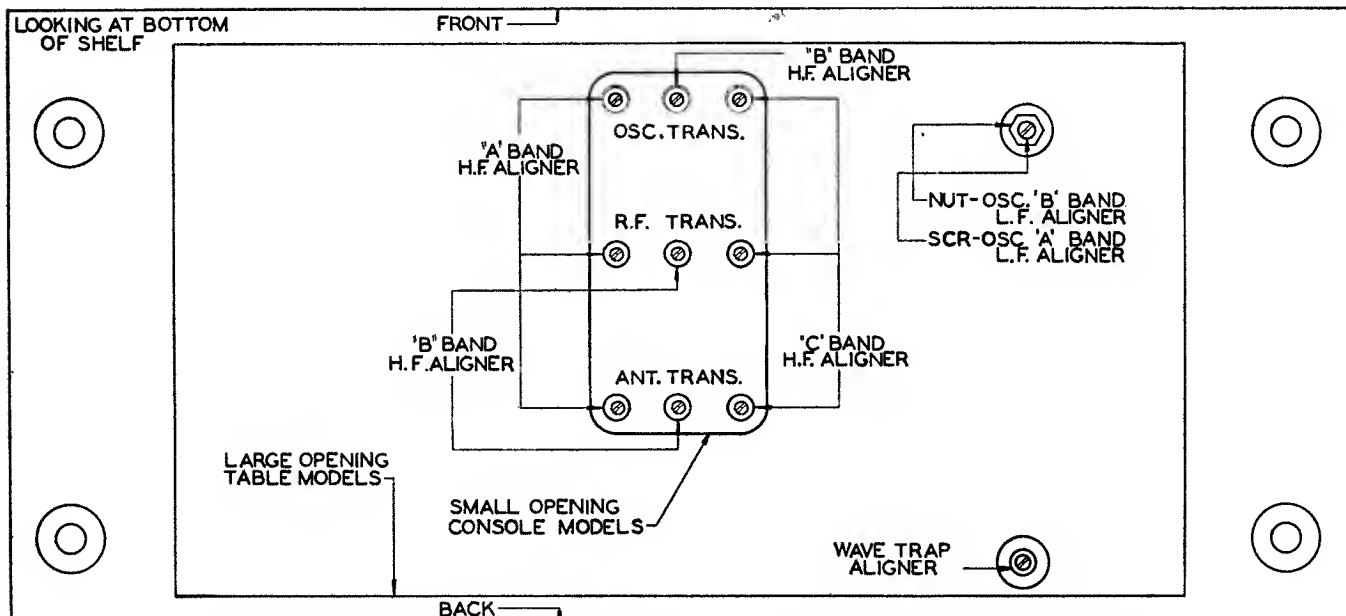 LOOKING AT BOTTOM
OF SHELF
FRONT
"B" BAND
H.F. ALIGNER
OSC. TRANS.
"A" BAND
H.F. ALIGNER
NUT-OSC. 'B' BAND
L.F. ALIGNER
SCR-OSC 'A' BAND
L.F. ALIGNER
R.F. TRANS.
'B" BAND
H.F. ALIGNER
'C' BAND
H.F. ALIGNER
ANT. TRANS.
LARGE OPENING
TABLE MODELS
SMALL OPENING
CONSOLE MODELS
WAVE TRAP
ALIGNER
BACK